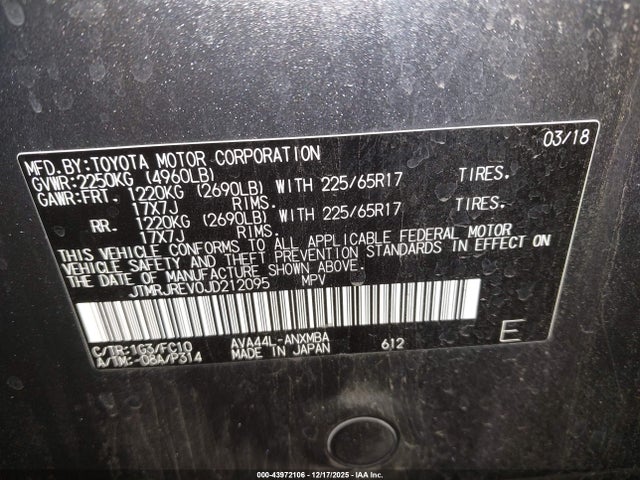 03/18
MFD.BY:TOYOTA MOTOR CORPORATION
GVWR:2250KG (4960LB)
GAWR:FRT. 1220KG (2690LB) WITH 225/65R17 TIRES.
17X7J RIMS.
RR. 1220KG (2690LB) WITH 225/65R17 TIRES.
17X7J RIMS.
THIS VEHICLE CONFORMS TO ALL APPLICABLE FEDERAL MOTOR
VEHICLE SAFETY AND THEFT PREVENTION STANDARDS IN EFFECT ON
THE DATE OF MANUFACTURE SHOWN ABOVE.
JTMRJREV0JD212095 MPV
C/TR:1G3/FC10 AVA44L-ANXMBA 612
A/TM:-08A/P314 MADE IN JAPAN
E
000-43972106 - 12/17/2025 - IAA Inc.